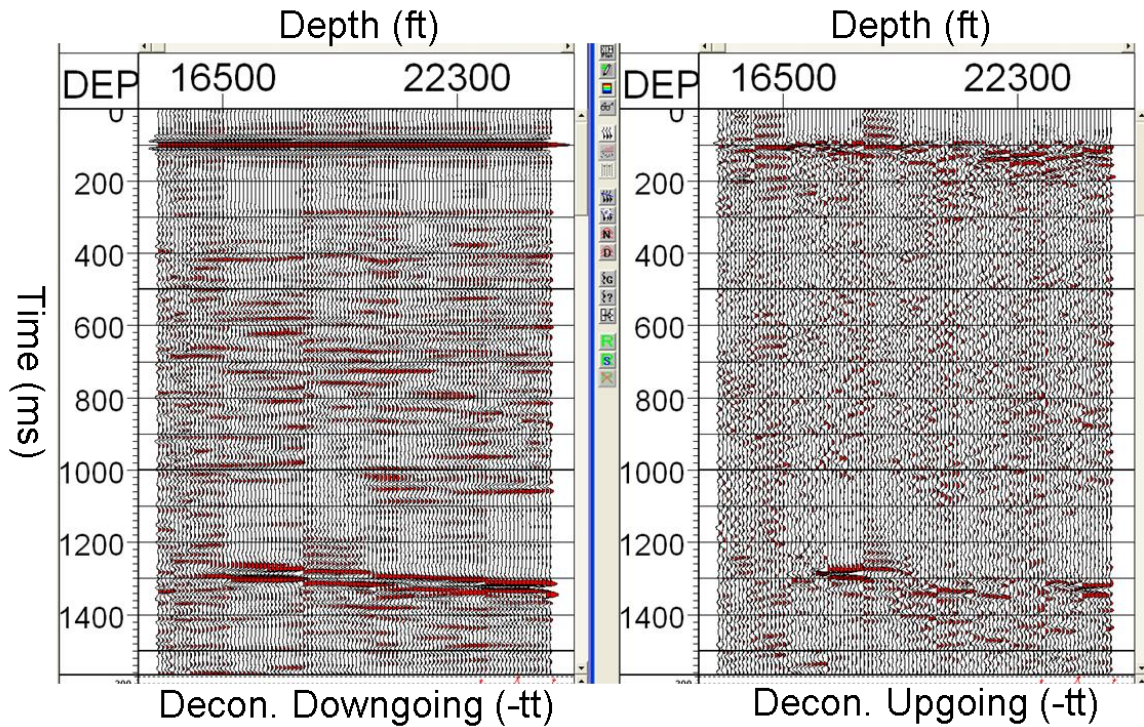 Depth (ft)
Depth (ft)
DEP
16500
22300
DEP
16500
22300
0
200
400
600
800
1000
1200
1400
0
200
400
600
800
1000
1200
1400
Time (ms)
N
D
G
?
R
S
Decon. Downgoing (-tt)
Decon. Upgoing (-tt)